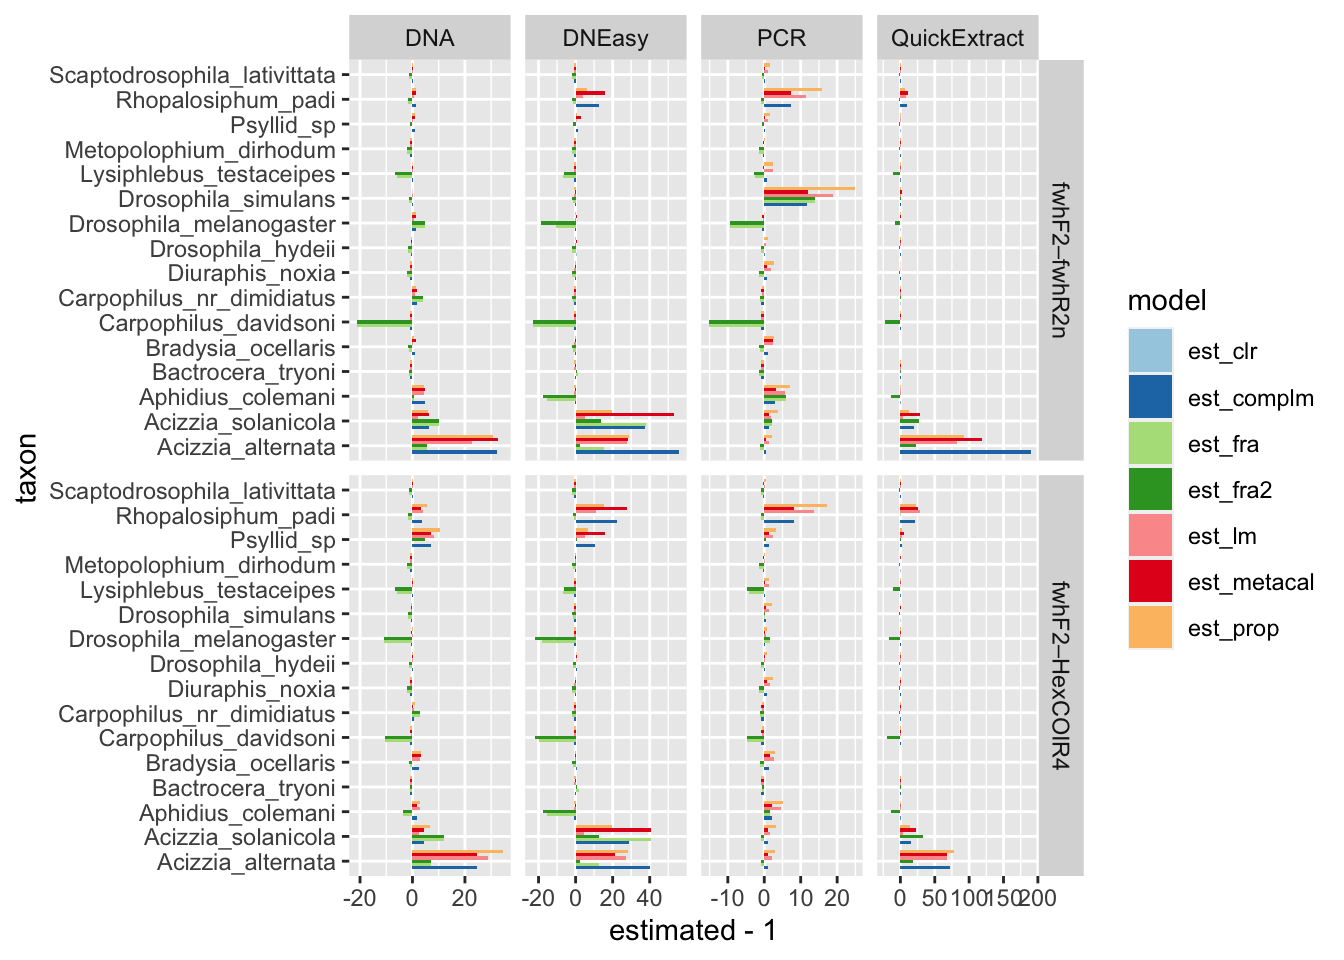 DNA DNEasy PCR QuickExtract
Scaptodrosophila_lativittata
Rhopalosiphum_padi
Psyllid_sp
Metopolophium_dirhodum
Lysiphlebus_testaceipes
Drosophila_simulans
Drosophila_melanogaster
Drosophila_hydeii
Diuraphis_noxia
Carpophilus_nr_dimidiatus
Carpophilus_davidsoni
Bradysia_ocellaris
Bactrocera_tryoni
Aphidius_colemani
Acizzia_solanicola
Acizzia_alternata
fwhF2–fwhR2n
Scaptodrosophila_lativittata
Rhopalosiphum_padi
Psyllid_sp
Metopolophium_dirhodum
Lysiphlebus_testaceipes
Drosophila_simulans
Drosophila_melanogaster
Drosophila_hydeii
Diuraphis_noxia
Carpophilus_nr_dimidiatus
Carpophilus_davidsoni
Bradysia_ocellaris
Bactrocera_tryoni
Aphidius_colemani
Acizzia_solanicola
Acizzia_alternata
fwhF2–HexCOIR4
taxon
-20 0 20 -20 0 20 40 -10 0 10 20 0 50 100 150 200
estimated - 1
model
est_clr
est_complm
est_fra
est_fra2
est_lm
est_metacal
est_prop